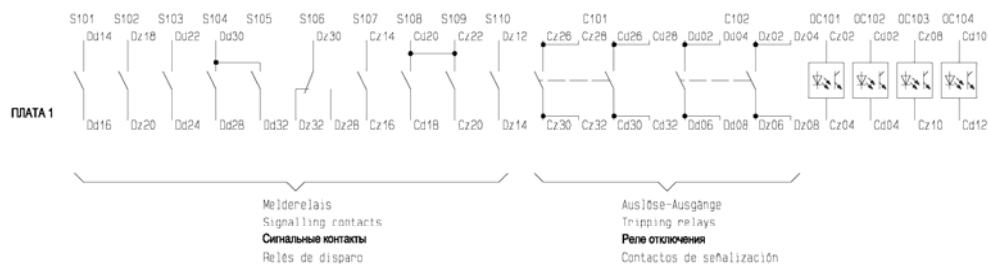 S101 S102 S103 S104 S105 S106 S107 S108 S109 S110 C101 C102 OC101 OC102 OC103 OC104
Dd14 Dz18 Dd22 Dd30 Dz30 Cz14 Cd20 Cz22 Dz12 Cz26 Cz28 Cd26 Cd28 Dd02 Dd04 Dz02 Dz04 Cz02 Cd02 Cz08 Cd10
ПЛАТА 1
Dd16 Dz20 Dd24 Dd28 Dd32 Dz32 Dz28 Cz16 Cd18 Cz20 Dz14 Cz30 Cz32 Cd30 Cd32 Dd06 Dd08 Dz06 Dz08 Cz04 Cd04 Cz10 Cd12
Melderelais
Signalling contacts
Сигнальные контакты
Relés de disparo
Auslöse-Ausgänge
Tripping relays
Реле отключения
Contactos de señalización